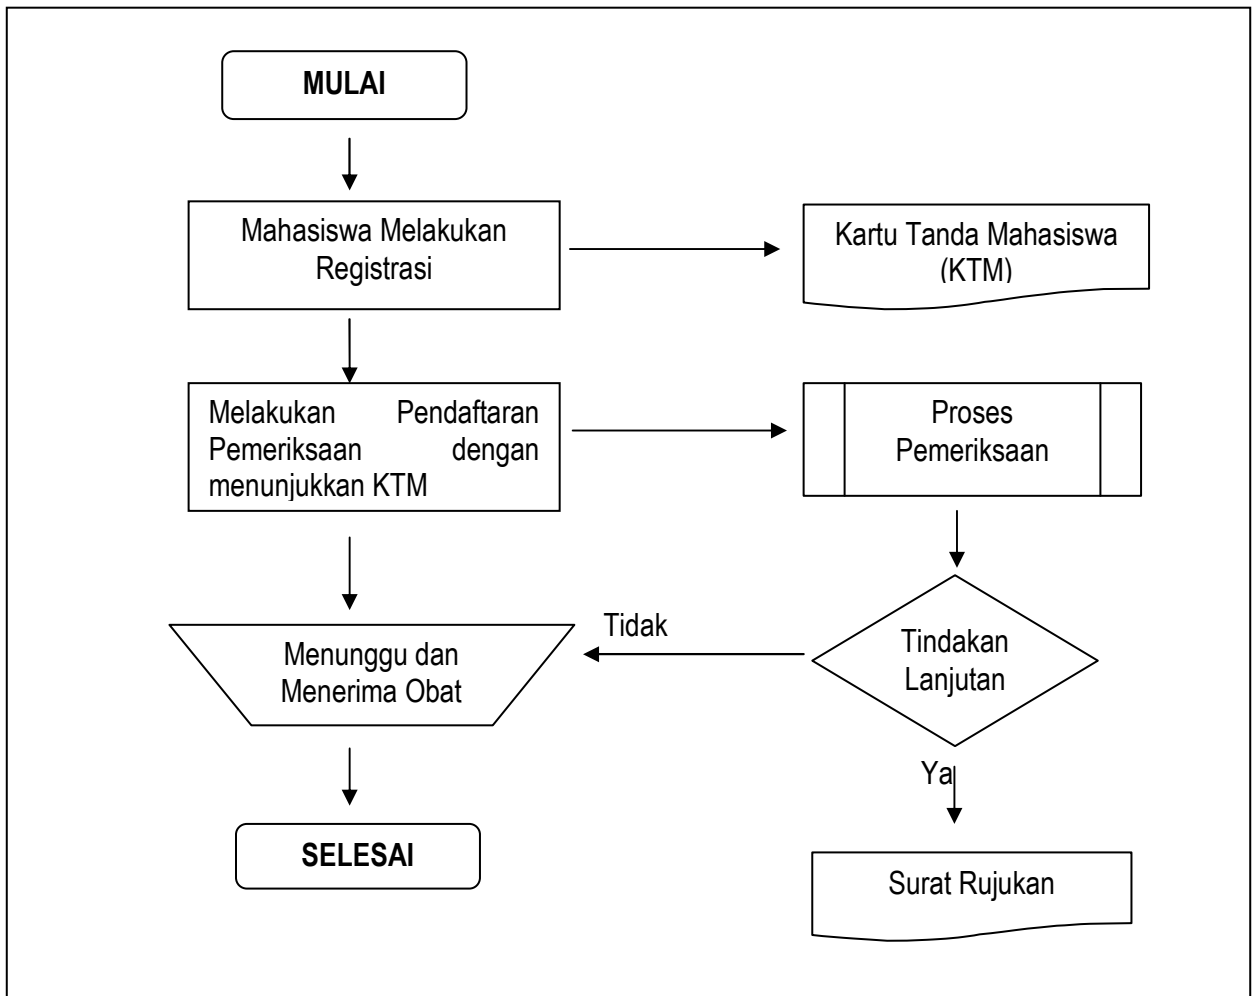 MULAI
Mahasiswa Melakukan
Registrasi
Kartu Tanda Mahasiswa
(KTM)
Melakukan Pendaftaran
Pemeriksaan dengan
menunjukkan KTM
Proses
Pemeriksaan
Menunggu dan
Menerima Obat
Tidak
Tindakan
Lanjutan
Ya
SELESAI
Surat Rujukan